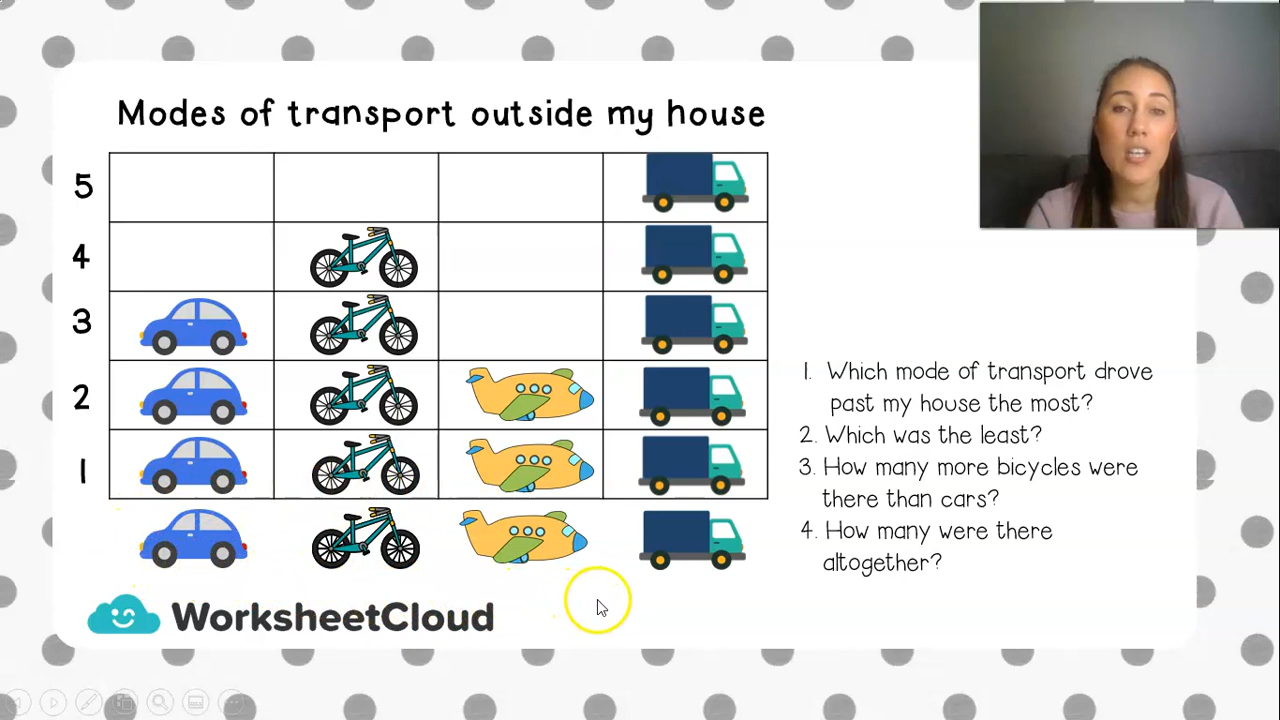 Modes of transport outside my house
5
4
3
2
1
1. Which mode of transport drove
past my house the most?
2. Which was the least?
3. How many more bicycles were
there than cars?
4. How many were there
altogether?
WorksheetCloud